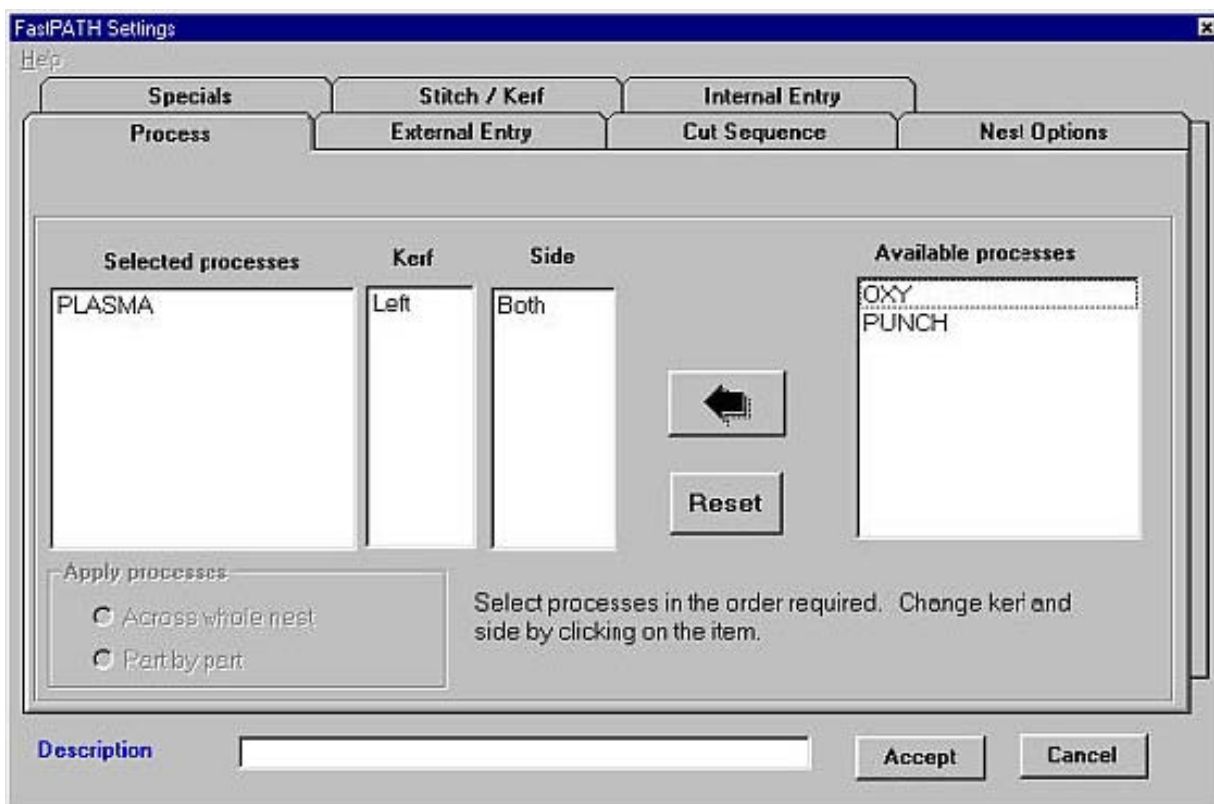 FastPATH Settings
Help
Specials Stitch / Kerf Internal Entry
Process External Entry Cut Sequence Nest Options
Selected processes Kerf Side Available processes
PLASMA Left Both OXY
PUNCH
Reset
Apply processes
Across whole nest
Part by part
Select processes in the order required. Change kerf and
side by clicking on the item.
Description Accept Cancel